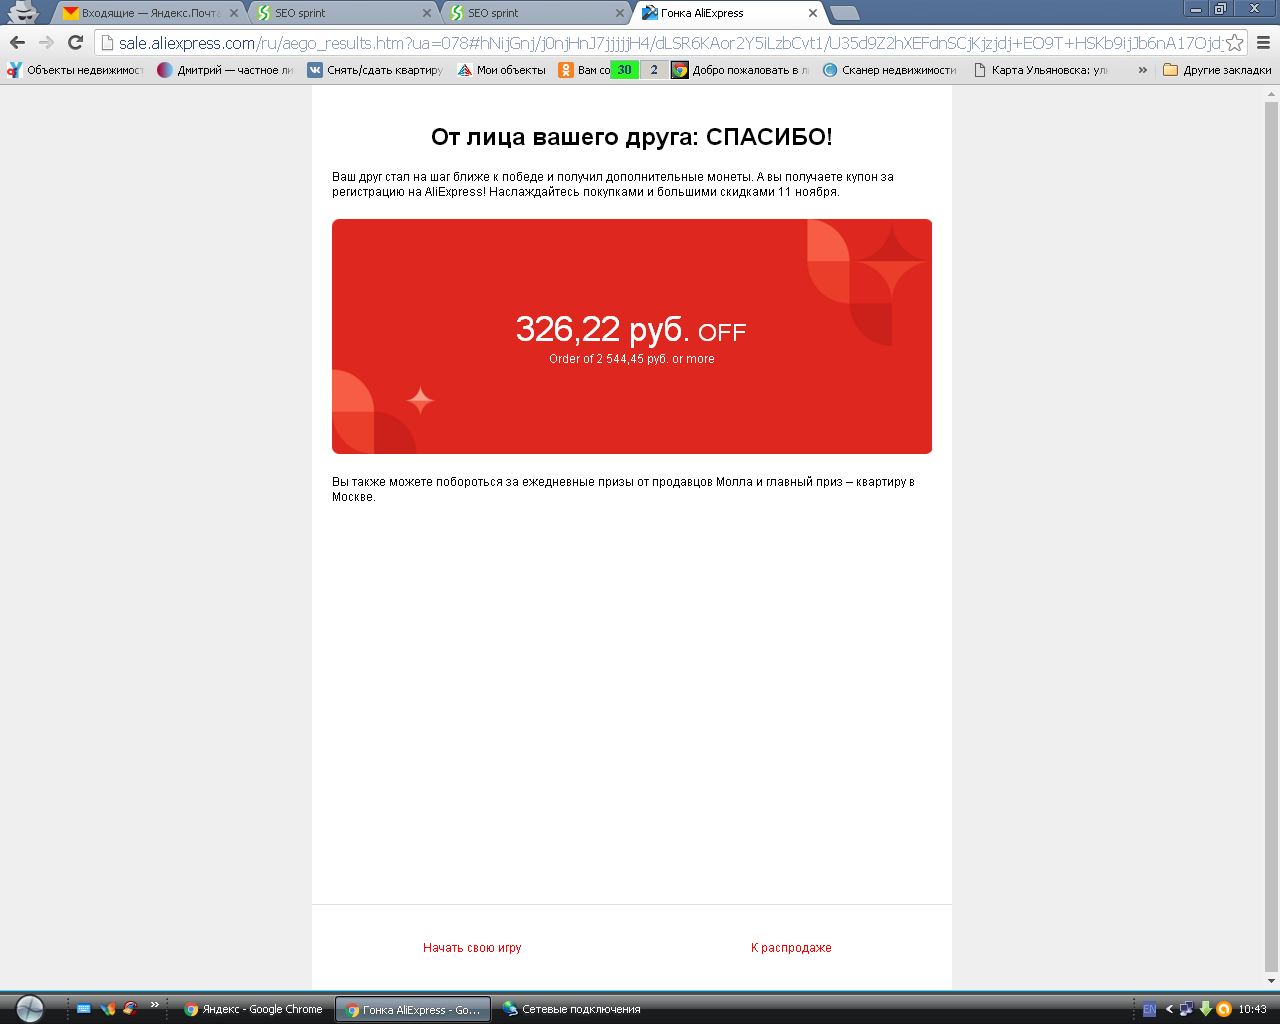 Входящие — Яндекс.Почта
SEO sprint
SEO sprint
Гонка AliExpress
sale.aliexpress.com/ru/aego_results.htm?ua=078#hNijGnj/j0njHnJ7jjjjjH4/dLSR6KAor2Y5iLzbCvt1/U35d9Z2hXEFdnSCjKjzjdj+EO9T+HSKb9ijJb6nA17Ojdj
Объекты недвижимост
Дмитрий — частное ли
Снять/сдать квартиру
Мои объекты
Вам со
30
2
Добро пожаловать в л
Сканер недвижимости
Карта Ульяновска: ули
»
Другие закладки
От лица вашего друга: СПАСИБО!
Ваш друг стал на шаг ближе к победе и получил дополнительные монеты. А вы получаете купон за
регистрацию на AliExpress! Наслаждайтесь покупками и большими скидками 11 ноября.
326,22 руб. OFF
Order of 2 544,45 руб. or more
Вы также можете побороться за ежедневные призы от продавцов Молла и главный приз – квартиру в
Москве.
Начать свою игру
К распродаже
Яндекс - Google Chrome
Гонка AliExpress - Go...
Сетевые подключения
EN
10:43